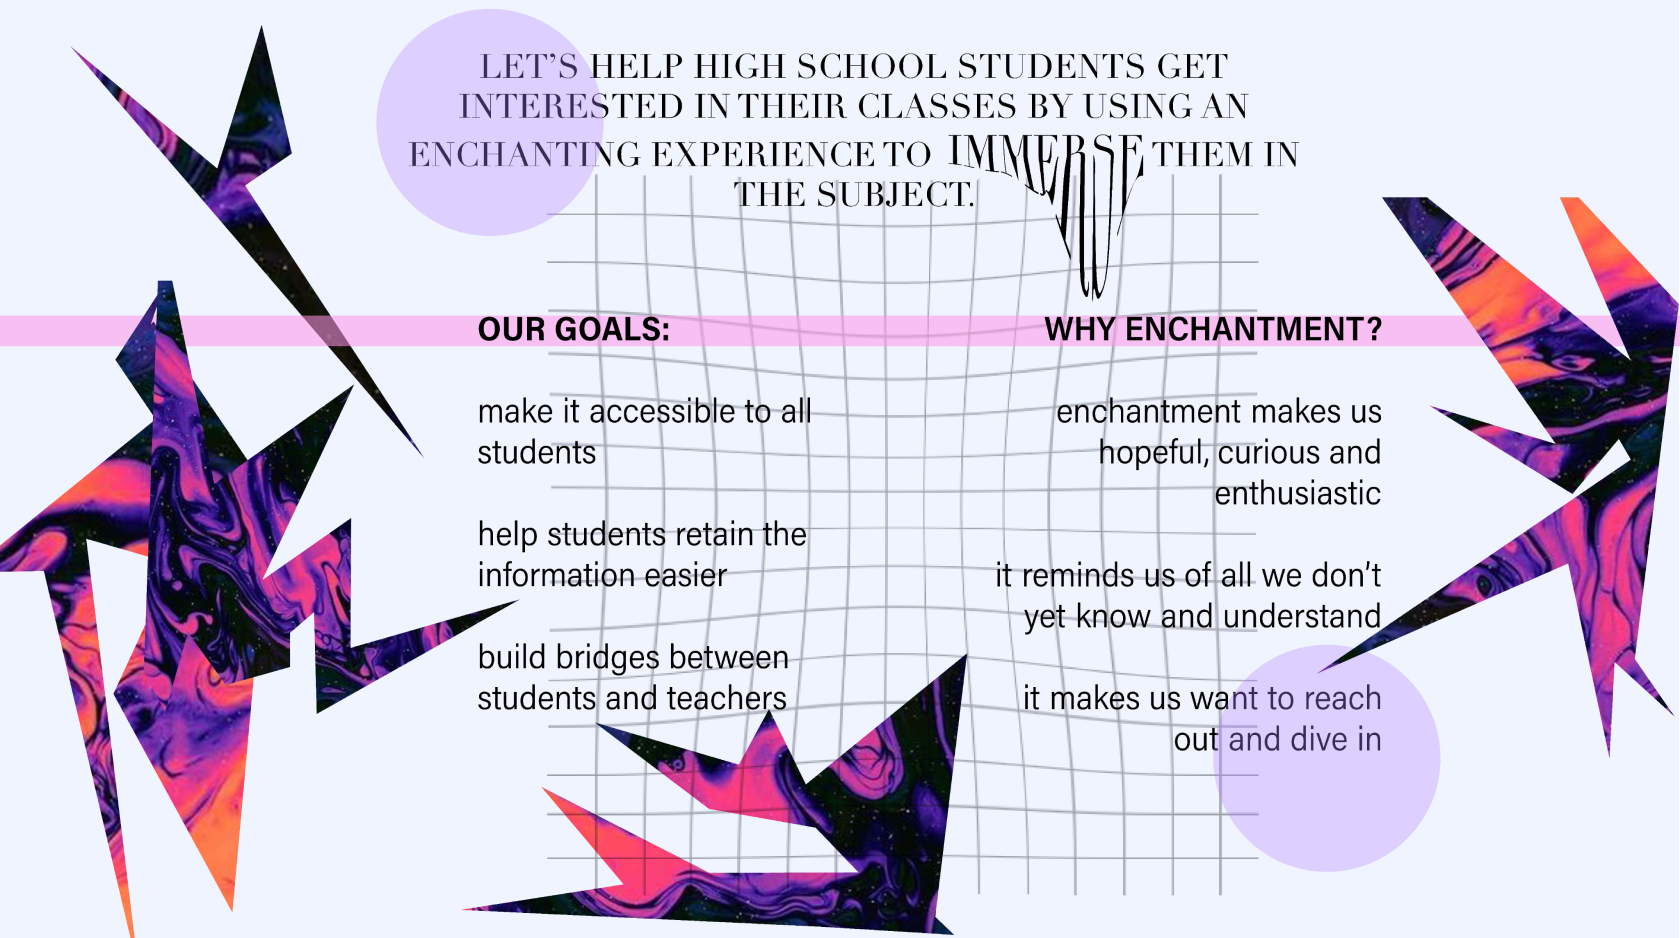 LET’S HELP HIGH SCHOOL STUDENTS GET
INTERESTED IN THEIR CLASSES BY USING AN
ENCHANTING EXPERIENCE TO IMMERSE THEM IN
THE SUBJECT.
OUR GOALS:
make it accessible to all
students
help students retain the
information easier
build bridges between
students and teachers
WHY ENCHANTMENT?
enchantment makes us
hopeful, curious and
enthusiastic
it reminds us of all we don’t
yet know and understand
it makes us want to reach
out and dive in